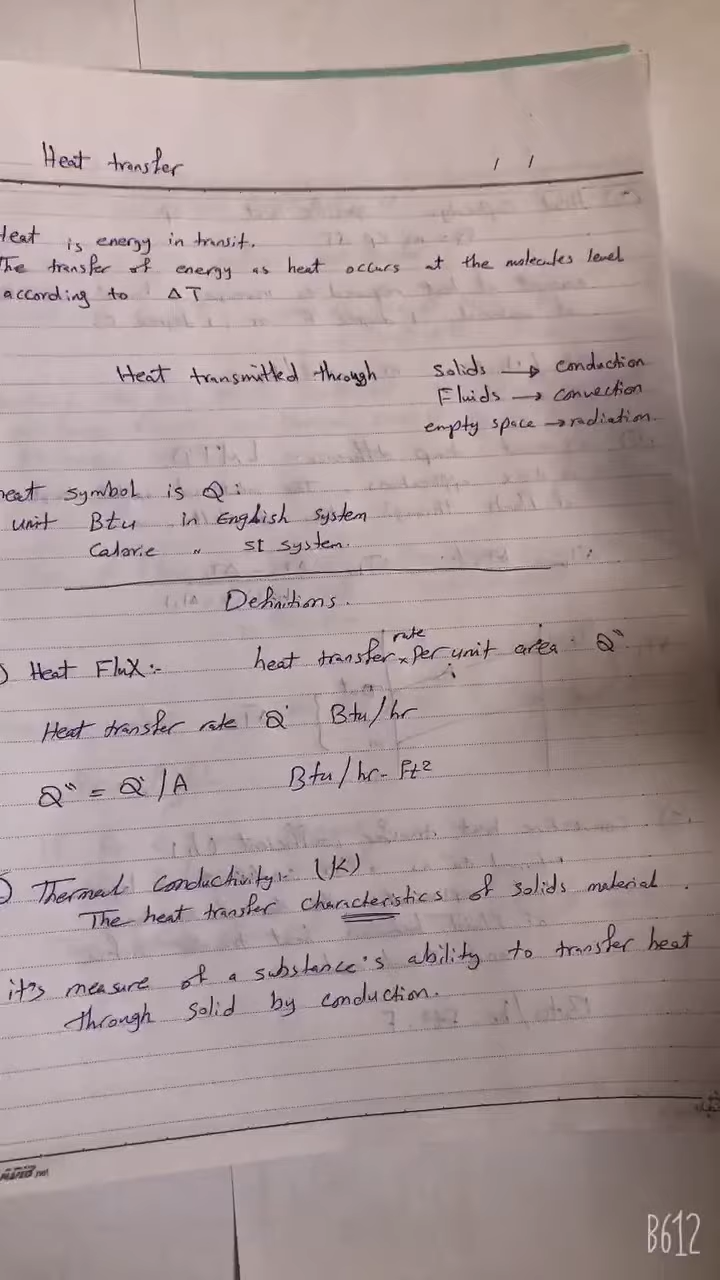 Heat transfer / /
Heat is energy in transit.
The transfer of energy as heat occurs at the molecules level
according to ΔT
Heat transmitted through solids → conduction
Fluids → convection
empty space → radiation.
heat symbol is Q:
unit Btu in English system
Calorie " SI system.
Definitions.
) Heat Flux:- heat transfer rate per unit area : Q"
Heat transfer rate Q̇ Btu/hr
Q" = Q̇/A Btu/hr-Ft²
) Thermal Conductivity:- (K)
The heat transfer characteristics of solids material.
it's measure of a substance's ability to transfer heat
through solid by conduction.
B612